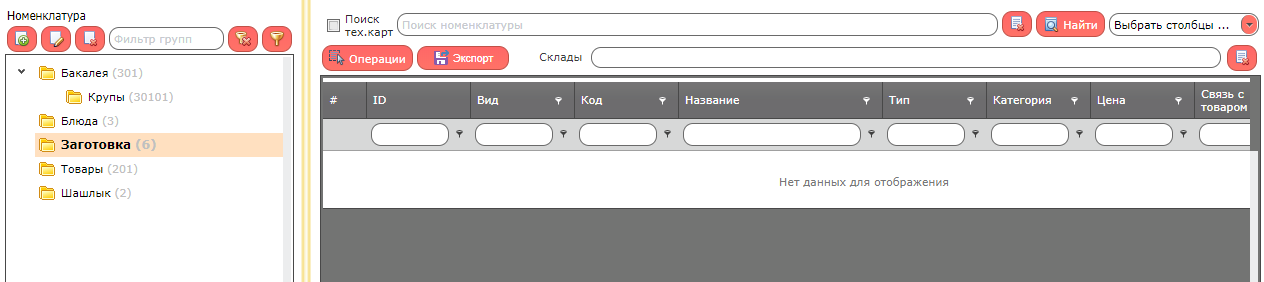 Номенклатура
Фильтр групп
Бакалея (301)
Крупы (30101)
Блюда (3)
Заготовка (6)
Товары (201)
Шашлык (2)
Поиск
тех.карт
Поиск номенклатуры
Найти
Выбрать столбцы ...
Операции
Экспорт
Склады
# ID Вид Код Название Тип Категория Цена Связь с
товаром
Нет данных для отображения